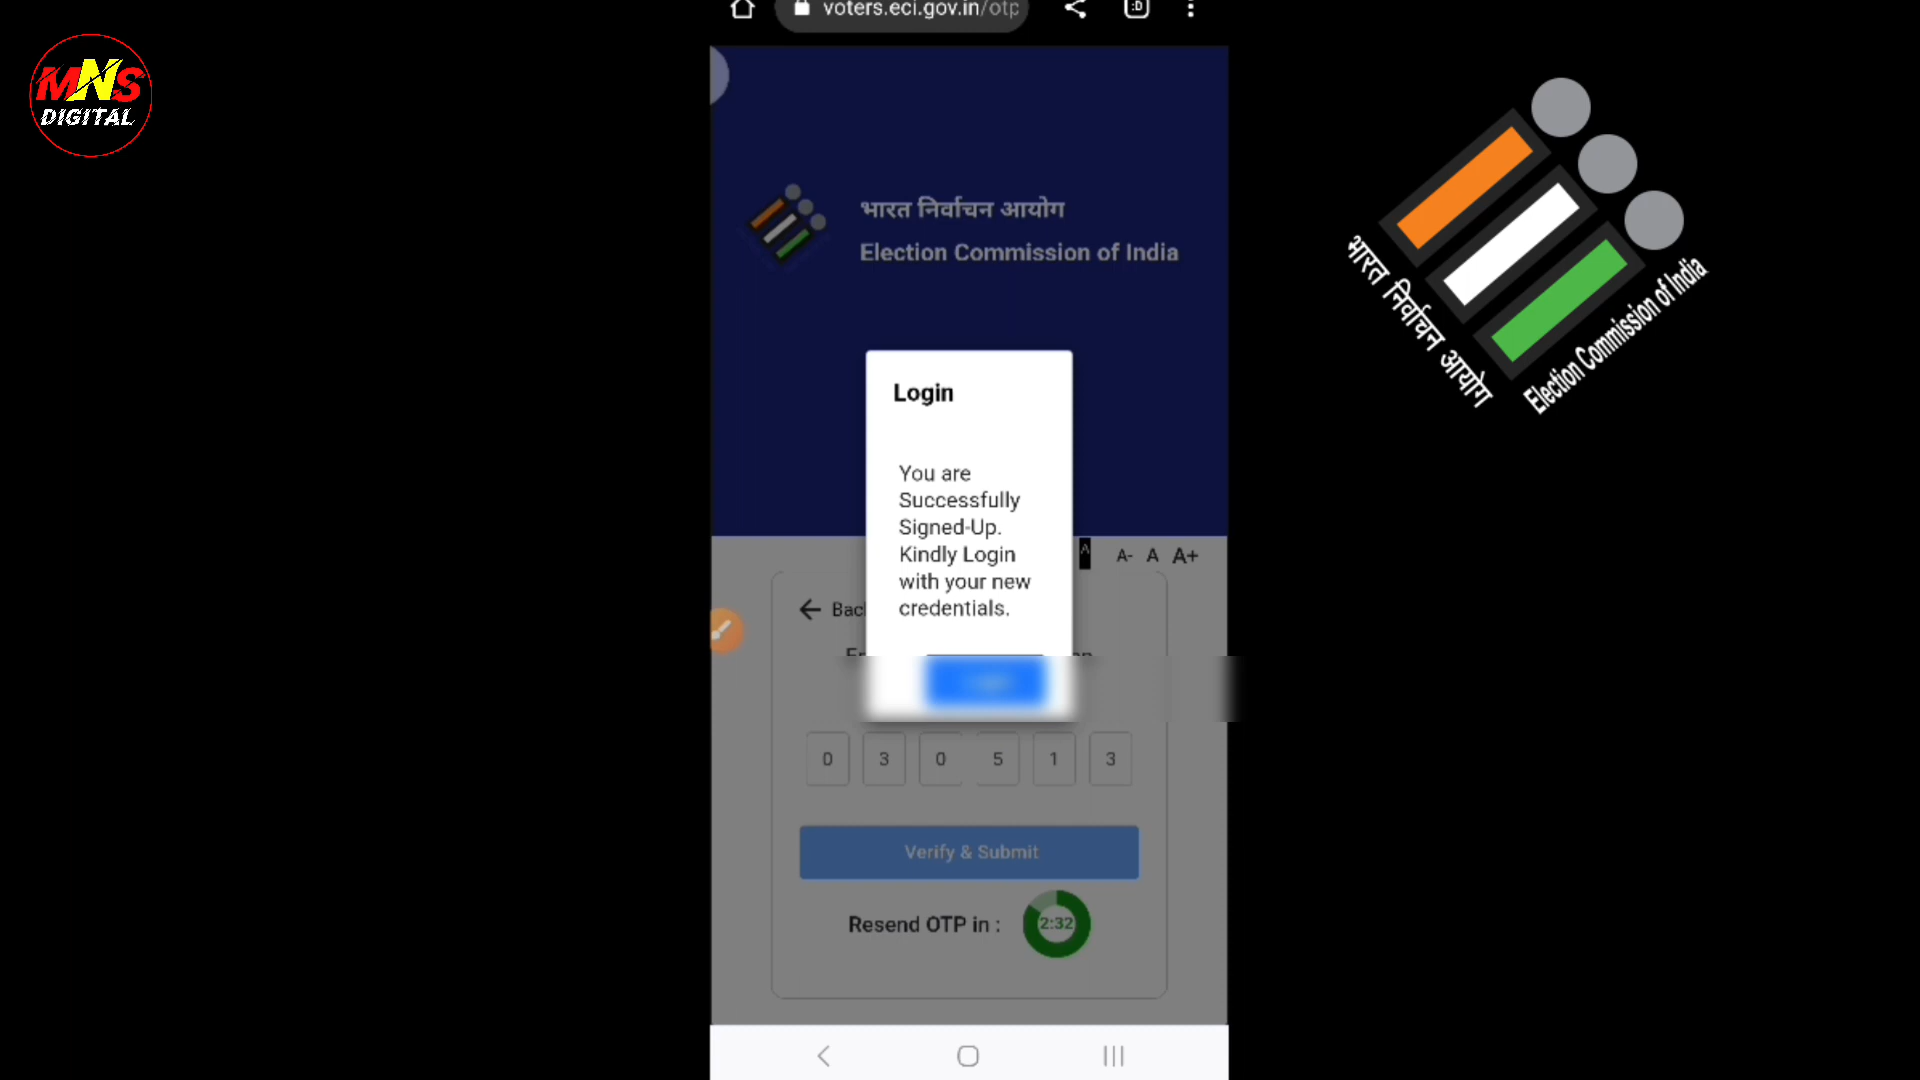 MNS
DIGITAL
voters.eci.gov.in/otp
:D
भारत निर्वाचन आयोग
Election Commission of India
भारत निर्वाचन आयोग
Election Commission of India
Login
You are
Successfully
Signed-Up.
Kindly Login
with your new
credentials.
A A- A A+
0 3 0 5 1 3
Verify & Submit
Resend OTP in : 2:32